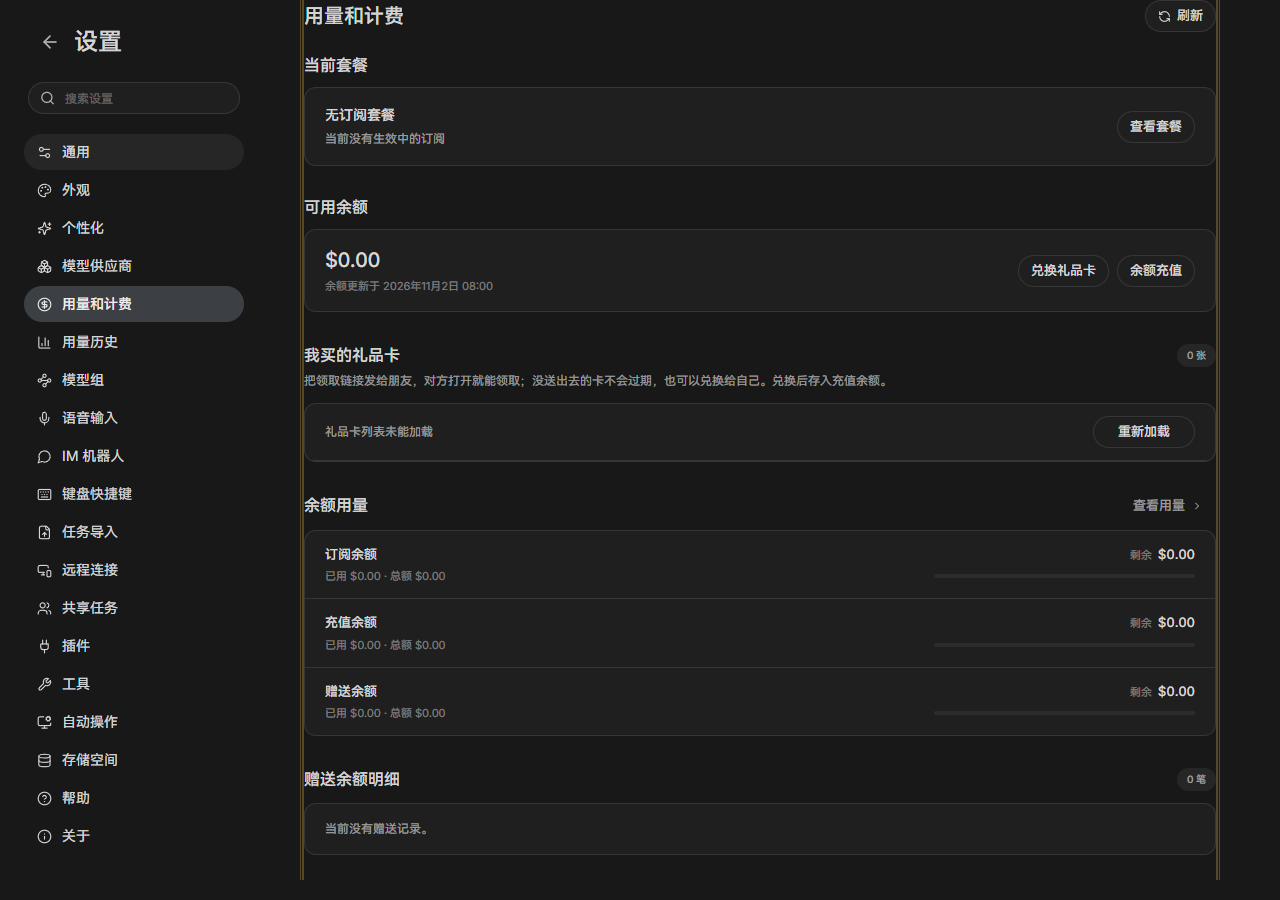 设置
搜索设置
通用
外观
个性化
模型供应商
用量和计费
用量历史
模型组
语音输入
IM 机器人
键盘快捷键
任务导入
远程连接
共享任务
插件
工具
自动操作
存储空间
帮助
关于
用量和计费
刷新
当前套餐
无订阅套餐
当前没有生效中的订阅
查看套餐
可用余额
$0.00
余额更新于 2026年11月2日 08:00
兑换礼品卡
余额充值
我买的礼品卡
0 张
把领取链接发给朋友，对方打开就能领取；没送出去的卡不会过期，也可以兑换给自己。兑换后存入充值余额。
礼品卡列表未能加载
重新加载
余额用量
查看用量
订阅余额
剩余 $0.00
已用 $0.00 · 总额 $0.00
充值余额
剩余 $0.00
已用 $0.00 · 总额 $0.00
赠送余额
剩余 $0.00
已用 $0.00 · 总额 $0.00
赠送余额明细
0 笔
当前没有赠送记录。